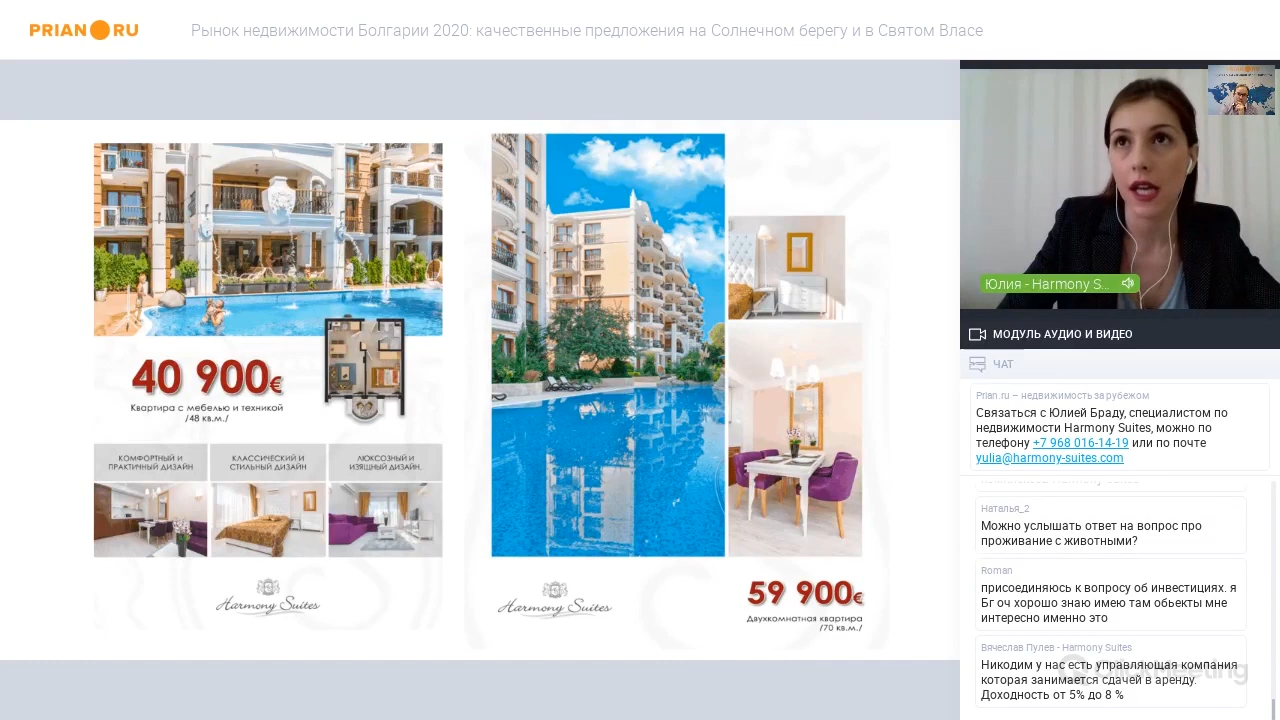 PRIAN RU
Рынок недвижимости Болгарии 2020: качественные предложения на Солнечном берегу и в Святом Власе
40 900€
Квартира с мебелью и техникой
/48 кв.м./
КОМФОРТНЫЙ И
ПРАКТИЧНЫЙ ДИЗАЙН
КЛАССИЧЕСКИЙ И
СТИЛЬНЫЙ ДИЗАЙН
ЛЮКСОЗНЫЙ И
ИЗЯЩНЫЙ ДИЗАЙН.
Harmony Suites
Harmony Suites
59 900€
Двухкомнатная квартира
/70 кв.м./
Юлия - Harmony S...
МОДУЛЬ АУДИО И ВИДЕО
ЧАТ
Prian.ru – недвижимость за рубежом
Связаться с Юлией Браду, специалистом по
недвижимости Harmony Suites, можно по
телефону +7 968 016-14-19 или по почте
yulia@harmony-suites.com
Наталья_2
Можно услышать ответ на вопрос про
проживание с животными?
Roman
присоединяюсь к вопросу об инвестициях. я
Бг оч хорошо знаю имею там обьекты мне
интересно именно это
Вячеслав Пулев - Harmony Suites
Никодим у нас есть управляющая компания
которая занимается сдачей в аренду.
Доходность от 5% до 8 %
ClickMeeting